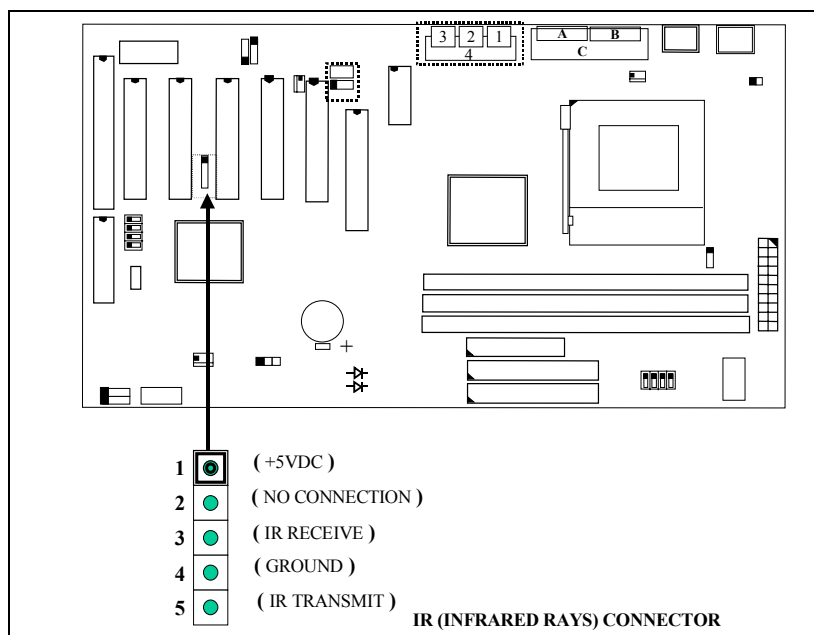 3 2 1
4
A B
C
+
1 ( +5VDC )
2 ( NO CONNECTION )
3 ( IR RECEIVE )
4 ( GROUND )
5 ( IR TRANSMIT )
IR (INFRARED RAYS) CONNECTOR